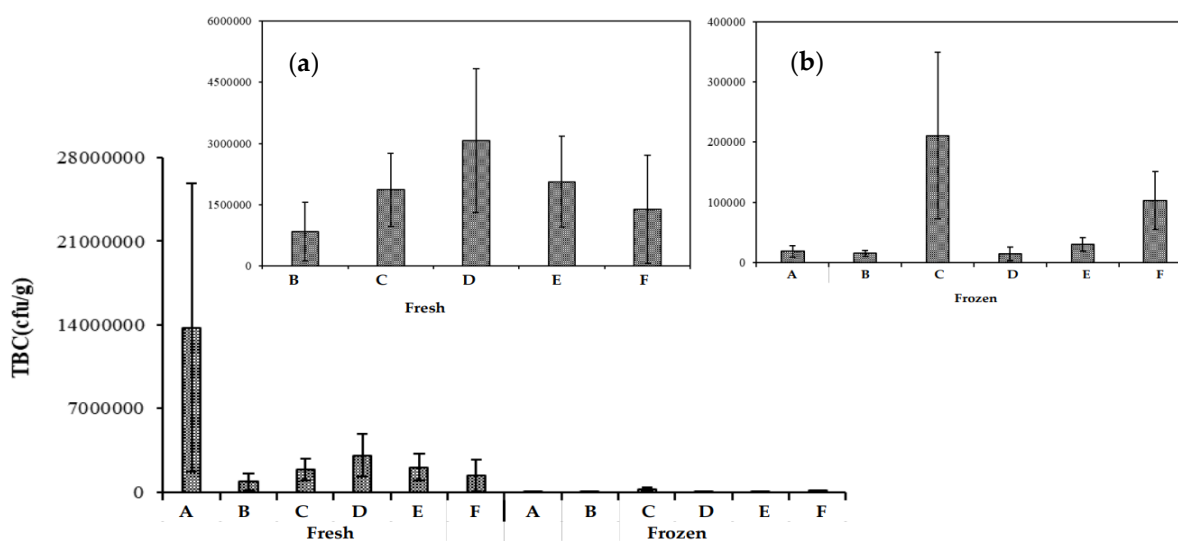 6000000
4500000
3000000
1500000
0
(a)
B C D E F
Fresh
400000
300000
200000
100000
0
(b)
A B C D E F
Frozen
TBC(cfu/g)
28000000
21000000
14000000
7000000
0
A B C D E F A B C D E F
Fresh Frozen